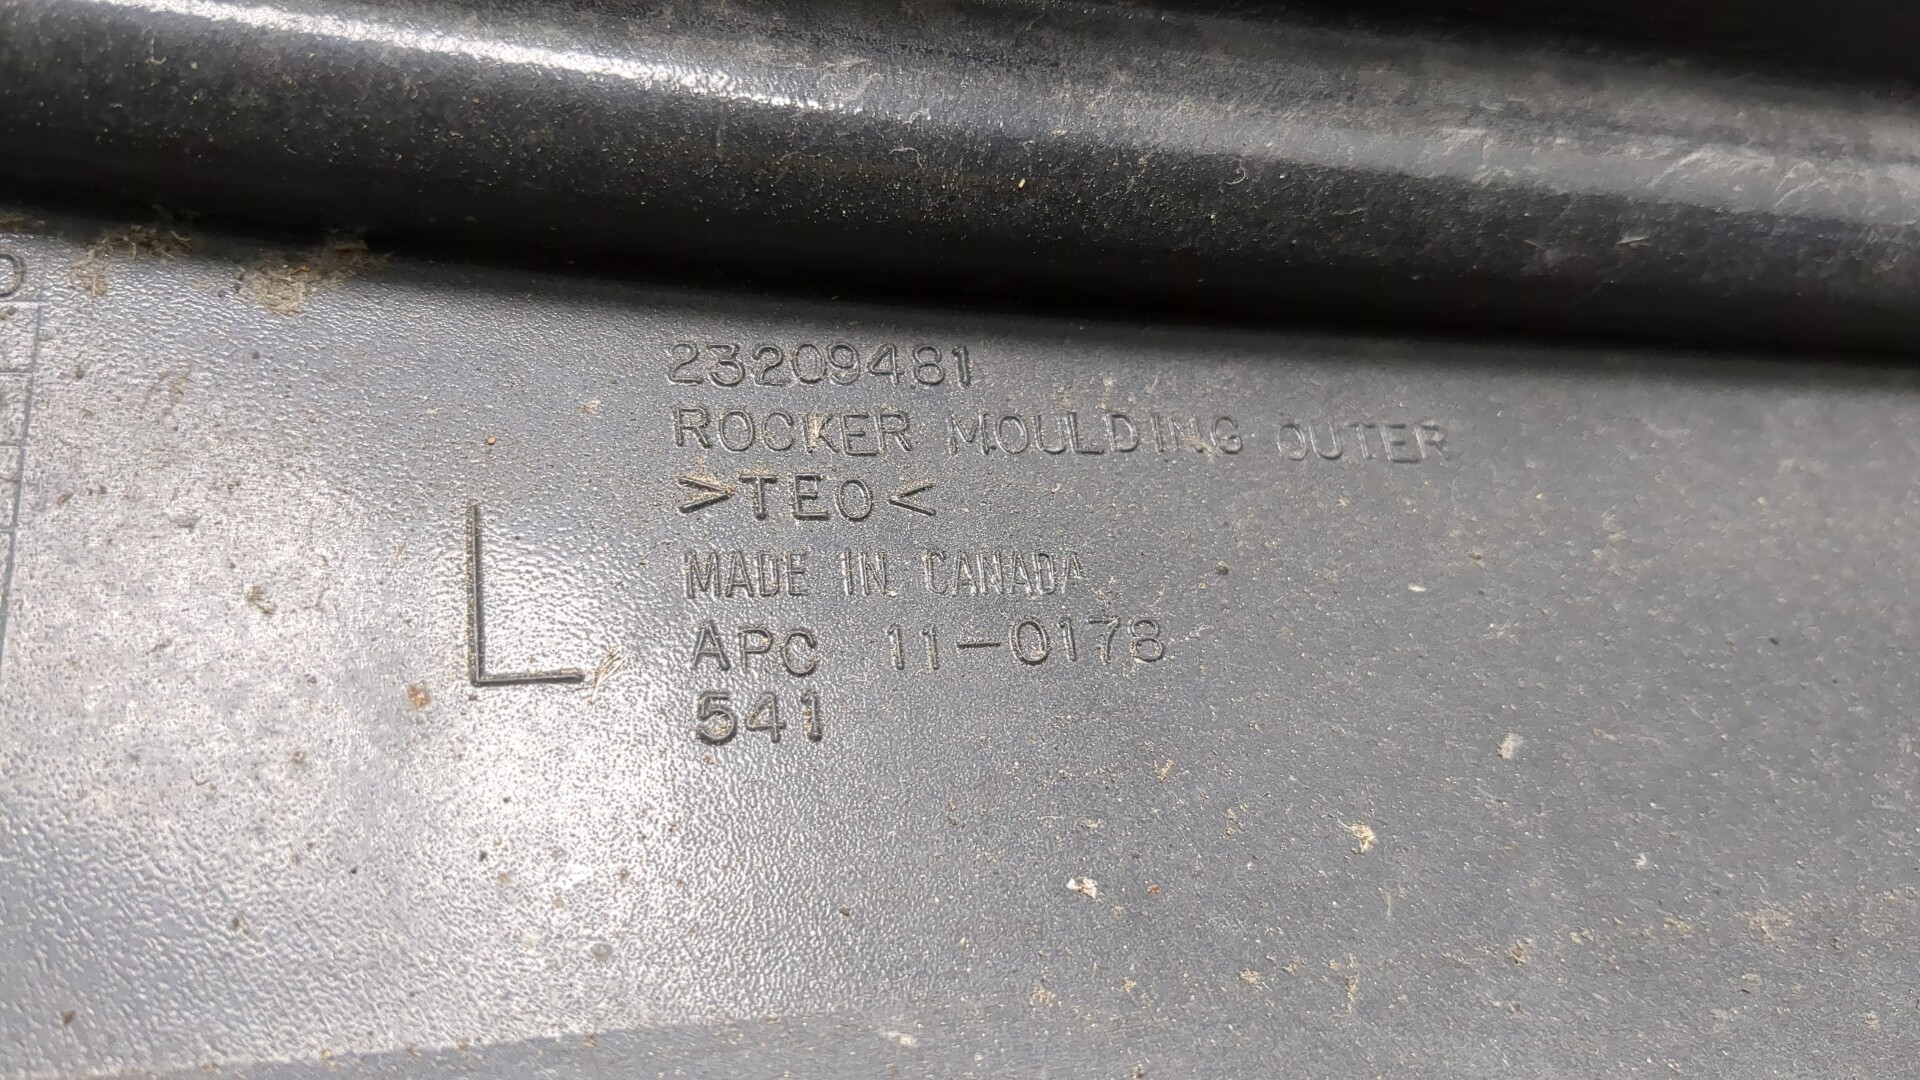 23209481
ROCKER MOULDING OUTER
>TEO<
MADE IN CANADA
L
APC 11-0178
541